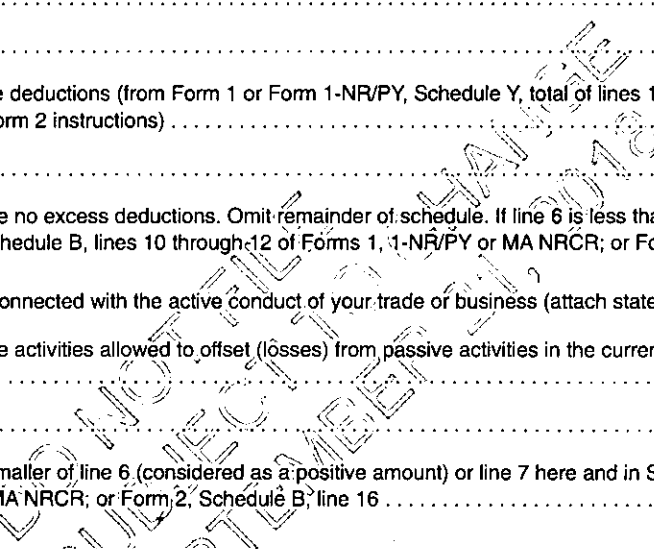 e deductions (from Form 1 or Form 1-NR/PY, Schedule Y, total of lines 1
orm 2 instructions)
e no excess deductions. Omit remainder of schedule. If line 6 is less tha
hedule B, lines 10 through 12 of Forms 1, 1-NR/PY or MA NRCR; or Fo
onnected with the active conduct of your trade or business (attach state
e activities allowed to offset (losses) from passive activities in the curren
maller of line 6 (considered as a positive amount) or line 7 here and in S
MA NRCR; or Form 2, Schedule B, line 16
DO NOT FILE
SUBJECT TO CHANGE
SEPTEMBER 21, 2018